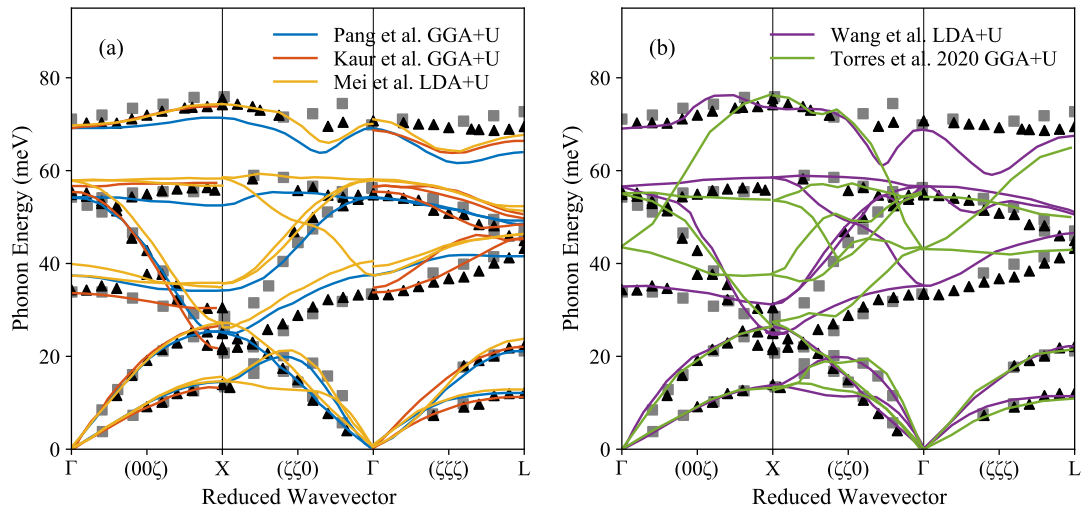 (a)
Pang et al. GGA+U
Kaur et al. GGA+U
Mei et al. LDA+U
Phonon Energy (meV)
80
60
40
20
0
Γ (00ζ) X (ζζ0) Γ (ζζζ) L
Reduced Wavevector
(b)
Wang et al. LDA+U
Torres et al. 2020 GGA+U
Phonon Energy (meV)
80
60
40
20
0
Γ (00ζ) X (ζζ0) Γ (ζζζ) L
Reduced Wavevector